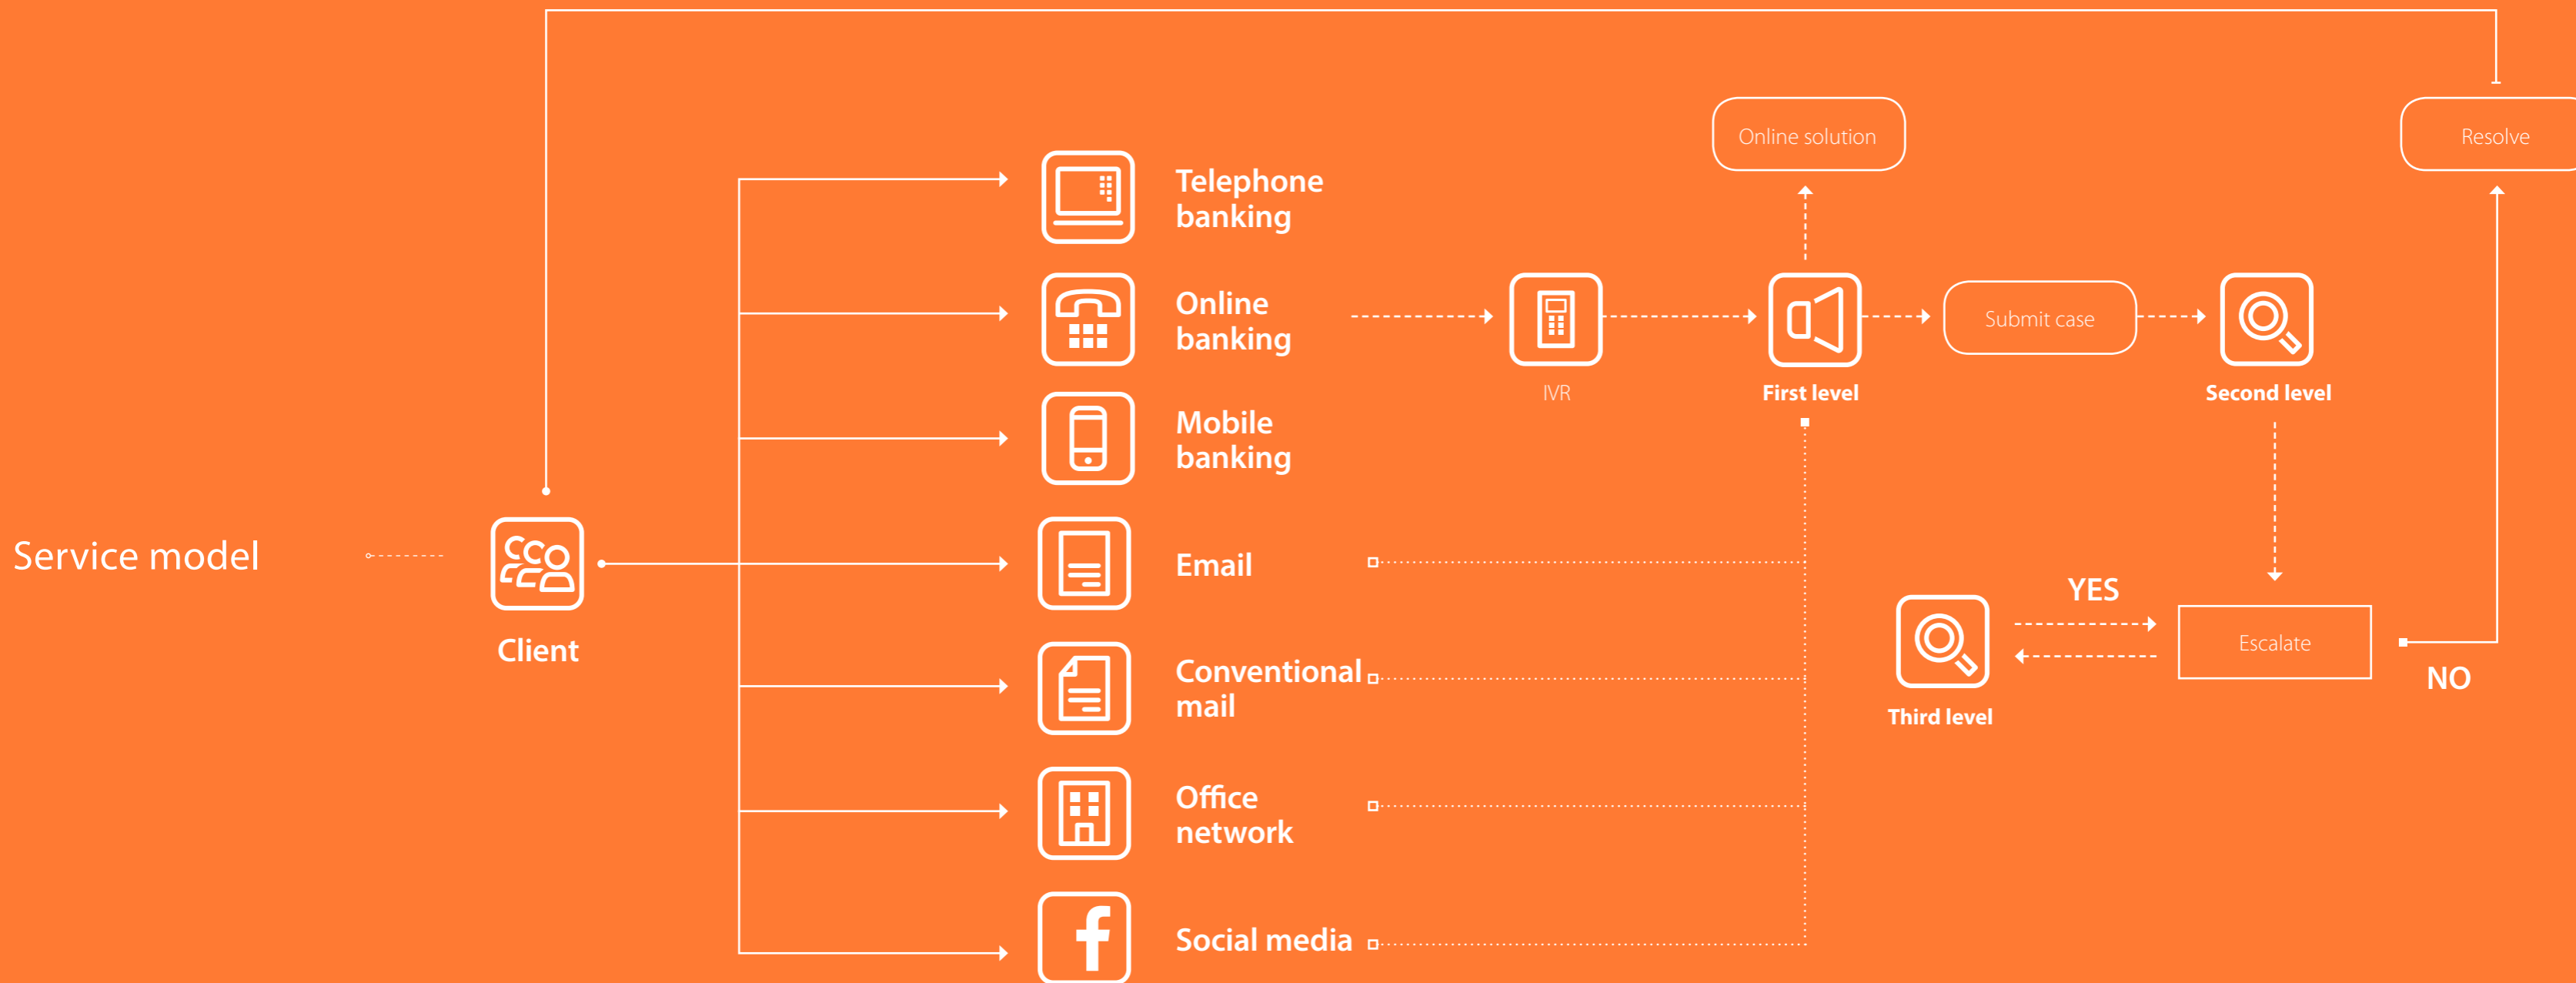 Service model
Client
Telephone
banking
Online
banking
Mobile
banking
Email
Conventional
mail
Office
network
Social media
IVR
Online solution
First level
Submit case
Second level
Resolve
YES
Third level
Escalate
NO